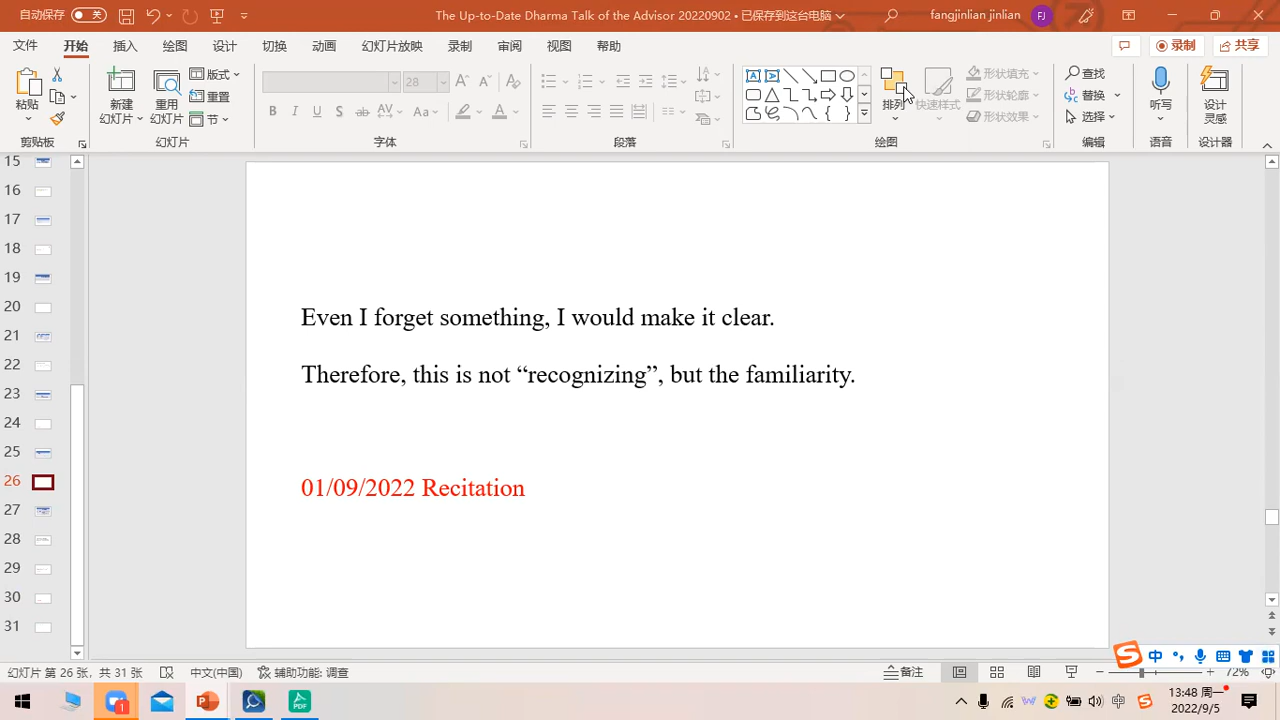 自动保存 关
The Up-to-Date Dharma Talk of the Advisor 20220902 • 已保存到这台电脑
fangjinlian jinlian FJ
文件 开始 插入 绘图 设计 切换 动画 幻灯片放映 录制 审阅 视图 帮助 录制 共享
粘贴 新建 幻灯片 重用 幻灯片 版式 重置 节 28 排列 快速样式 形状填充 形状轮廓 形状效果 查找 替换 选择 听写 设计 灵感
剪贴板 幻灯片 字体 段落 绘图 编辑 语音 设计器
15
16
17
18
19
20
21
22
23
24
25
26
27
28
29
30
31
Even I forget something, I would make it clear.
Therefore, this is not “recognizing”, but the familiarity.
01/09/2022 Recitation
幻灯片 第 26 张，共 31 张 中文(中国) 辅助功能: 调查 备注 72%
中
13:48 周一
2022/9/5